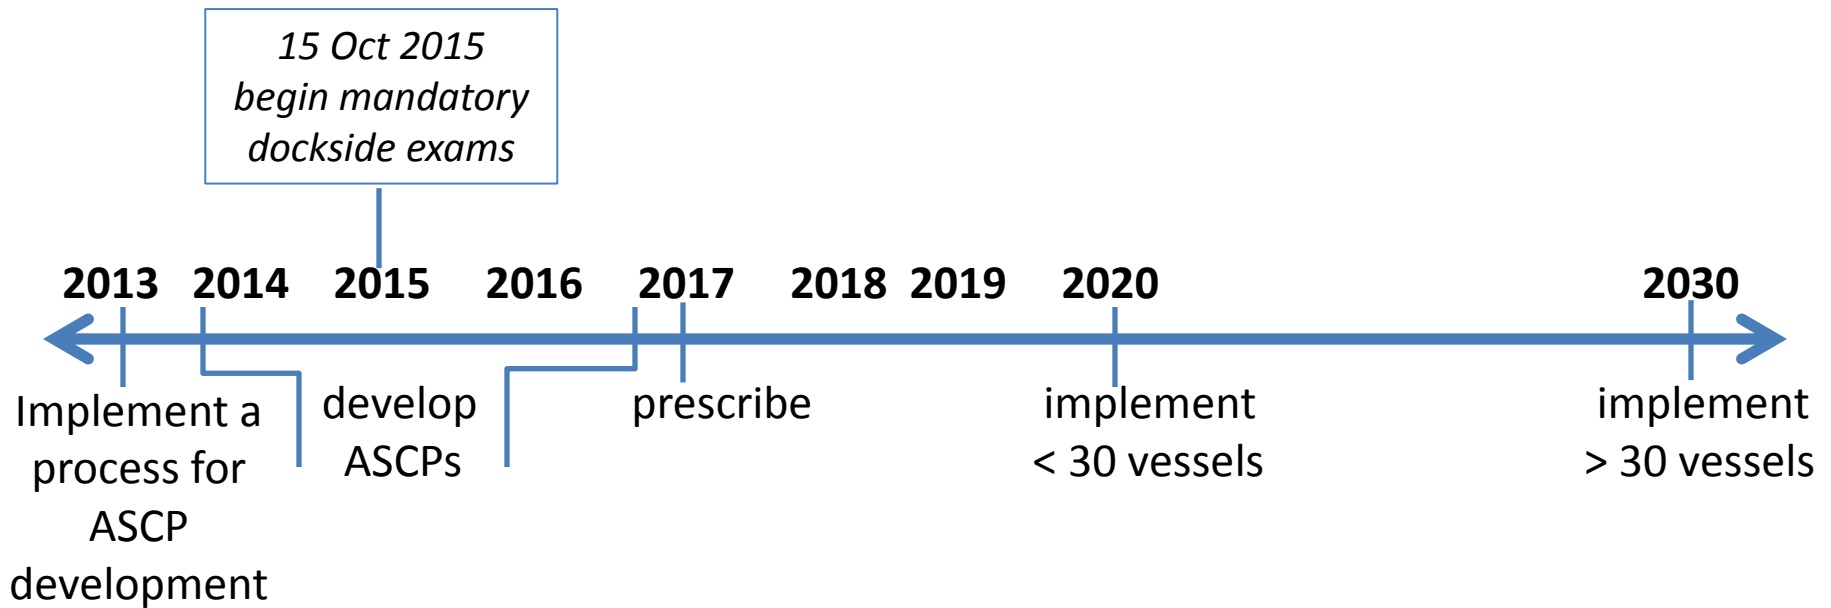 15 Oct 2015
begin mandatory
dockside exams
2013 2014 2015 2016 2017 2018 2019 2020 2030
Implement a
process for
ASCP
development
develop
ASCPs
prescribe
implement
< 30 vessels
implement
> 30 vessels